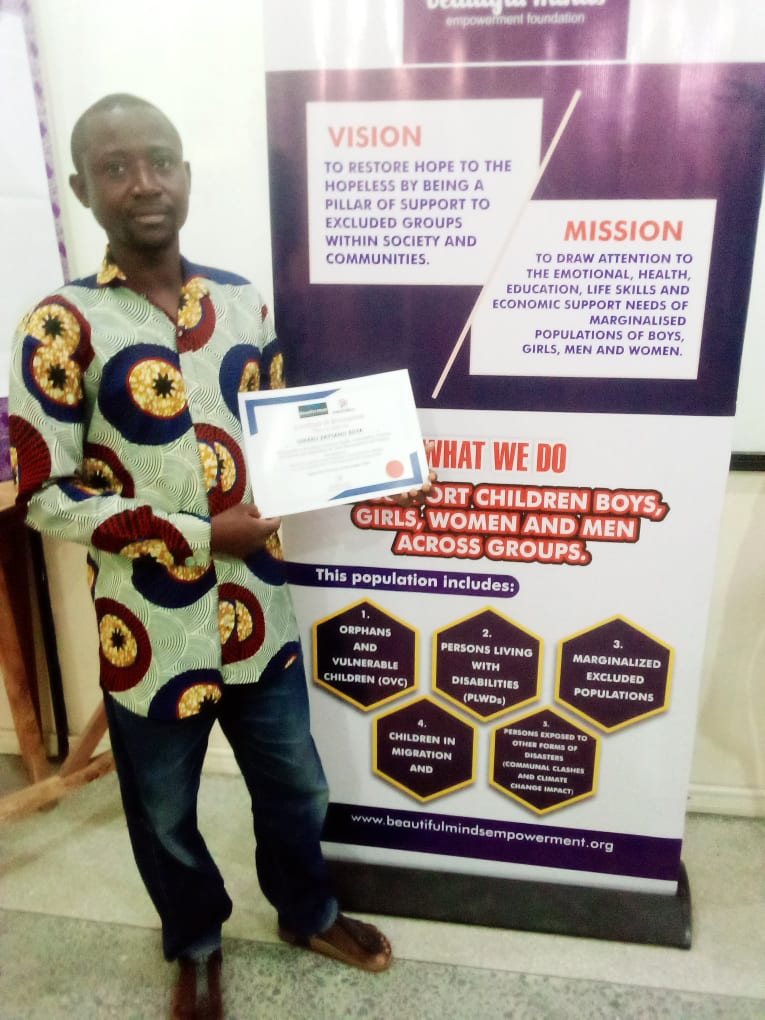 beautiful minds
empowerment foundation
VISION
TO RESTORE HOPE TO THE
HOPELESS BY BEING A
PILLAR OF SUPPORT TO
EXCLUDED GROUPS
WITHIN SOCIETY AND
COMMUNITIES.
MISSION
TO DRAW ATTENTION TO
THE EMOTIONAL, HEALTH,
EDUCATION, LIFE SKILLS AND
ECONOMIC SUPPORT NEEDS OF
MARGINALISED
POPULATIONS OF BOYS,
GIRLS, MEN AND WOMEN.
WHAT WE DO
ORT CHILDREN BOYS,
GIRLS, WOMEN AND MEN
ACROSS GROUPS.
This population includes:
1.
ORPHANS
AND
VULNERABLE
CHILDREN (OVC)
2.
PERSONS LIVING
WITH
DISABILITIES
(PLWDs)
3.
MARGINALIZED
EXCLUDED
POPULATIONS
4.
CHILDREN IN
MIGRATION
AND
5.
PERSONS EXPOSED TO
OTHER FORMS OF
DISASTERS
(COMMUNAL CLASHES
AND CLIMATE
CHANGE IMPACT)
www.beautifulmindsempowerment.org